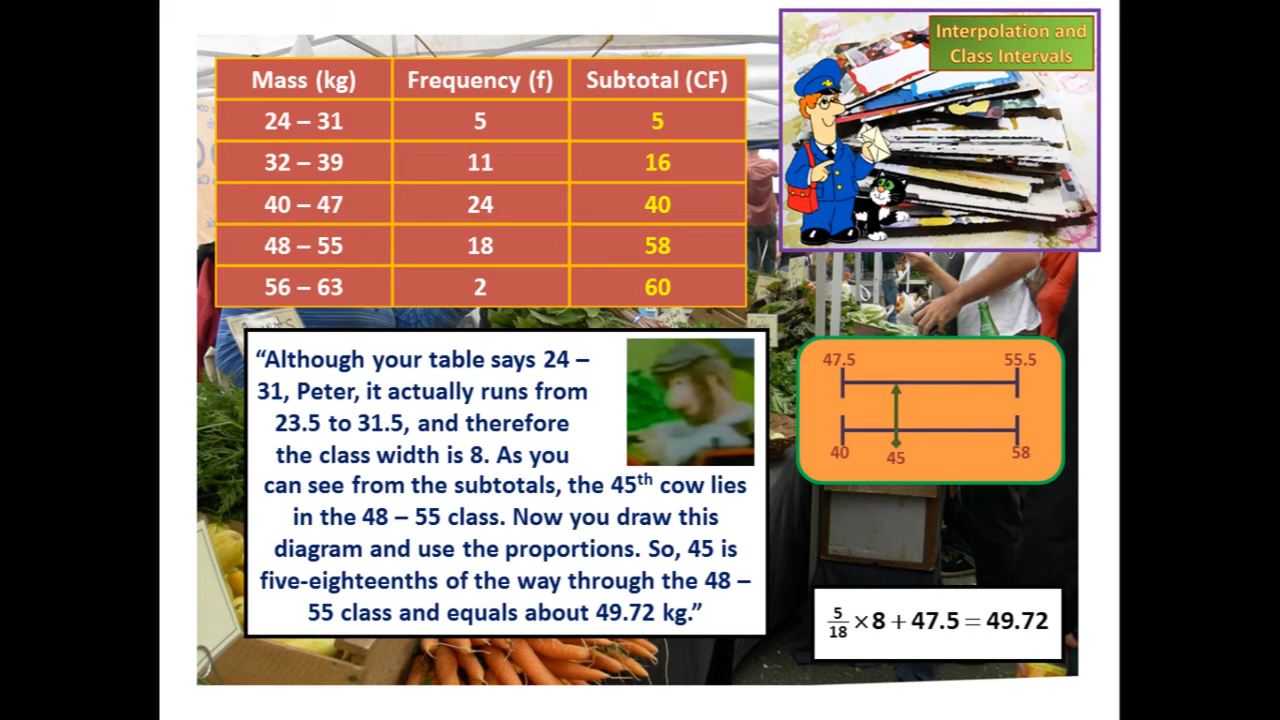 Interpolation and
Class Intervals
Mass (kg) Frequency (f) Subtotal (CF)
24 – 31 5 5
32 – 39 11 16
40 – 47 24 40
48 – 55 18 58
56 – 63 2 60
“Although your table says 24 –
31, Peter, it actually runs from
23.5 to 31.5, and therefore
the class width is 8. As you
can see from the subtotals, the 45th cow lies
in the 48 – 55 class. Now you draw this
diagram and use the proportions. So, 45 is
five-eighteenths of the way through the 48 –
55 class and equals about 49.72 kg.”
47.5 55.5
40 45 58
5/18 × 8 + 47.5 = 49.72